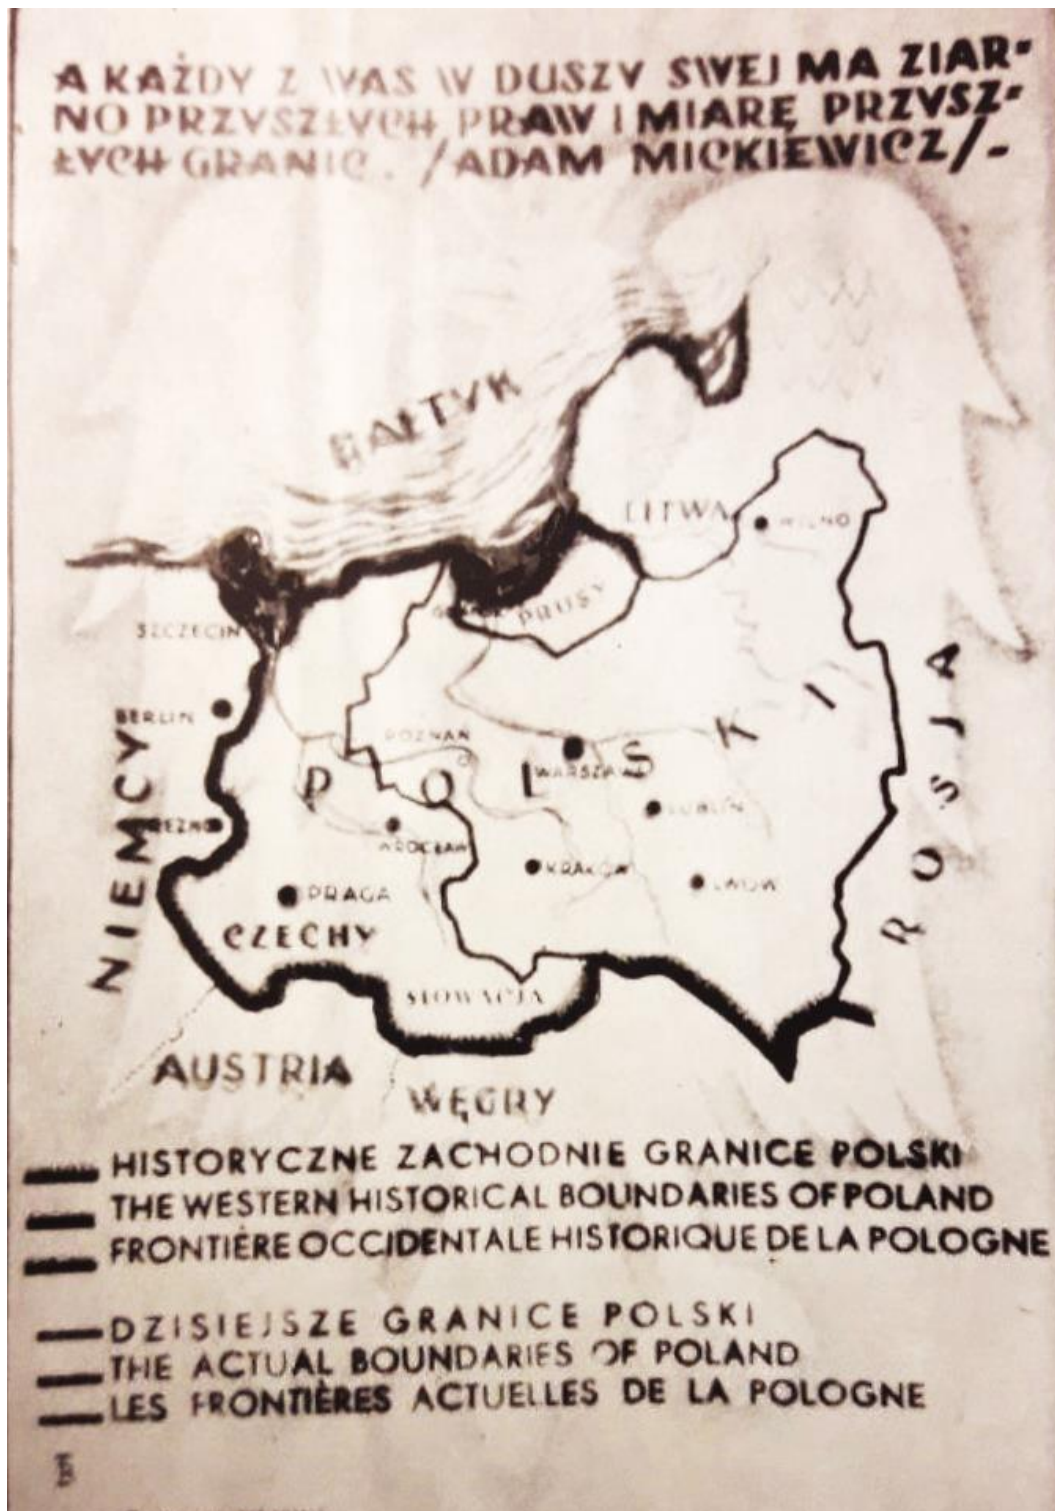 A KAŻDY Z WAS W DUSZY SWEJ MA ZIAR-
NO PRZYSZŁYCH PRAW I MIARĘ PRZYSZ-
ŁYCH GRANIC. /ADAM MICKIEWICZ/-
BAŁTYK
LITWA
WILNO
PRUSY
SZCZECIN
BERLIN
NIEMCY
POZNAŃ
POLSKI
WARSZAWA
ROSJA
LUBLIN
WROCŁAW
KRAKÓW
LWÓW
PRAGA
CZECHY
SŁOWACJA
AUSTRIA
WĘGRY
HISTORYCZNE ZACHODNIE GRANICE POLSKI
THE WESTERN HISTORICAL BOUNDARIES OF POLAND
FRONTIÈRE OCCIDENTALE HISTORIQUE DE LA POLOGNE
DZISIEJSZE GRANICE POLSKI
THE ACTUAL BOUNDARIES OF POLAND
LES FRONTIÈRES ACTUELLES DE LA POLOGNE